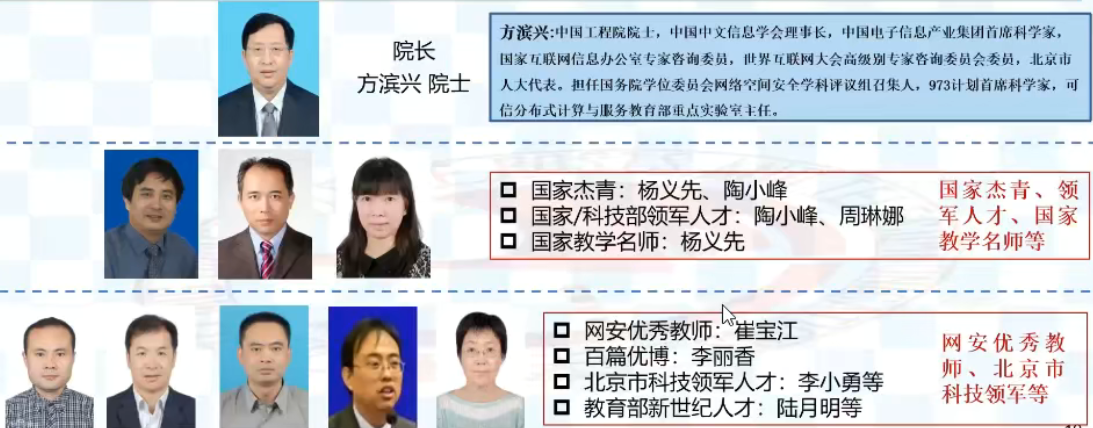 院长
方滨兴 院士
方滨兴:中国工程院院士，中国中文信息学会理事长，中国电子信息产业集团首席科学家，
国家互联网信息办公室专家咨询委员，世界互联网大会高级别专家咨询委员会委员，北京市
人大代表。担任国务院学位委员会网络空间安全学科评议组召集人，973计划首席科学家，可
信分布式计算与服务教育部重点实验室主任。
国家杰青：杨义先、陶小峰
国家/科技部领军人才：陶小峰、周琳娜
国家教学名师：杨义先
国家杰青、领
军人才、国家
教学名师等
网安优秀教师：崔宝江
百篇优博：李丽香
北京市科技领军人才：李小勇等
教育部新世纪人才：陆月明等
网安优秀教
师、北京市
科技领军等